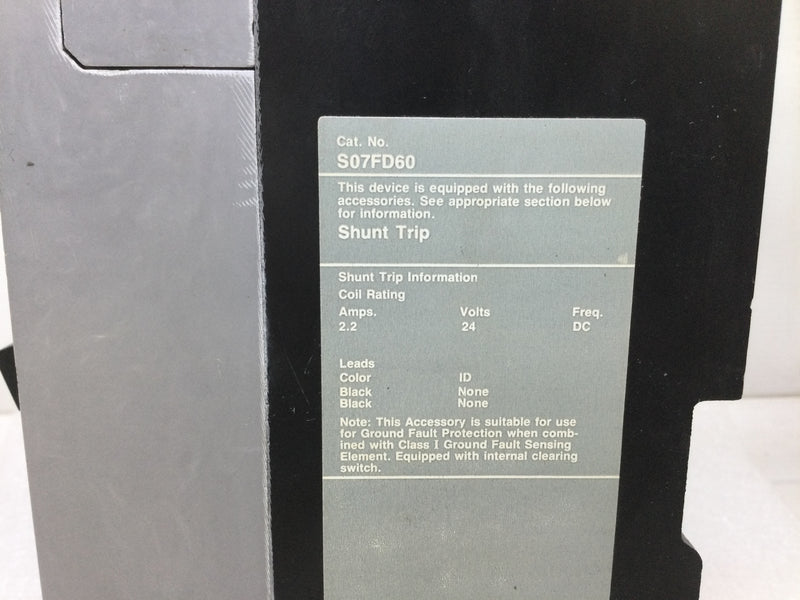 Cat. No.
S07FD60
This device is equipped with the following
accessories. See appropriate section below
for information.
Shunt Trip
Shunt Trip Information
Coil Rating
Amps. Volts Freq.
2.2 24 DC
Leads
Color ID
Black None
Black None
Note: This Accessory is suitable for use
for Ground Fault Protection when comb-
ined with Class I Ground Fault Sensing
Element. Equipped with internal clearing
switch.